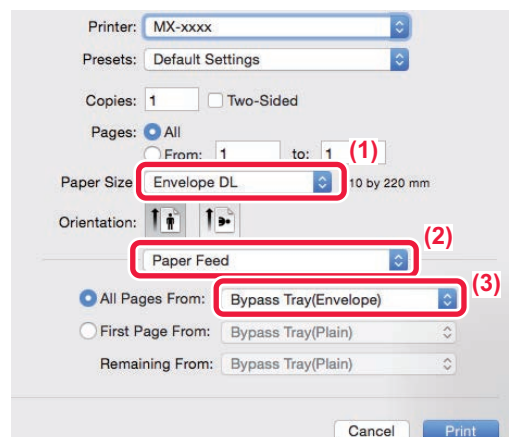 Printer: MX-xxxx
Presets: Default Settings
Copies: 1 Two-Sided
Pages: All
From: 1 to: 1 (1)
Paper Size Envelope DL 10 by 220 mm
Orientation:
(2)
Paper Feed
(3)
All Pages From: Bypass Tray(Envelope)
First Page From: Bypass Tray(Plain)
Remaining From: Bypass Tray(Plain)
Cancel Print